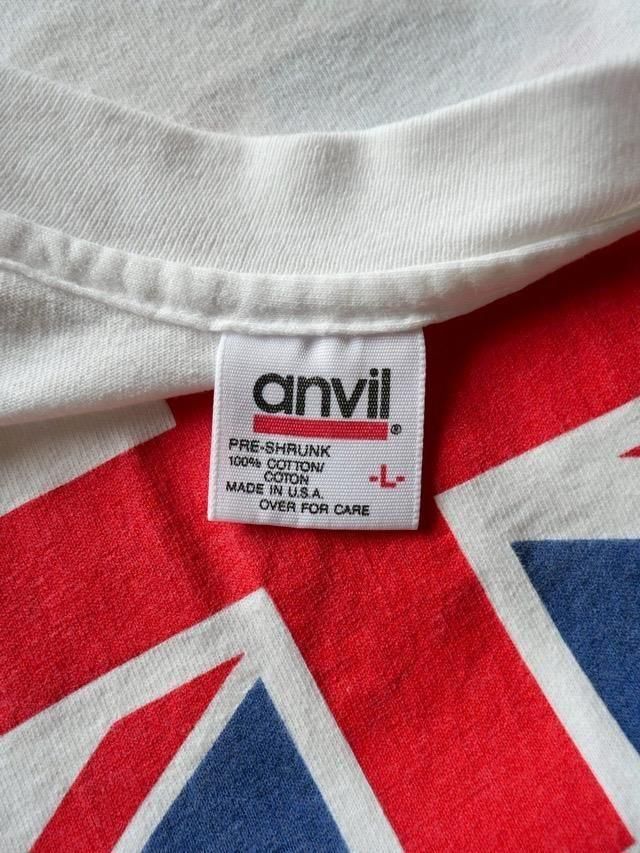 anvil®
PRE-SHRUNK
100% COTTON/
COTON
-L-
MADE IN U.S.A.
OVER FOR CARE